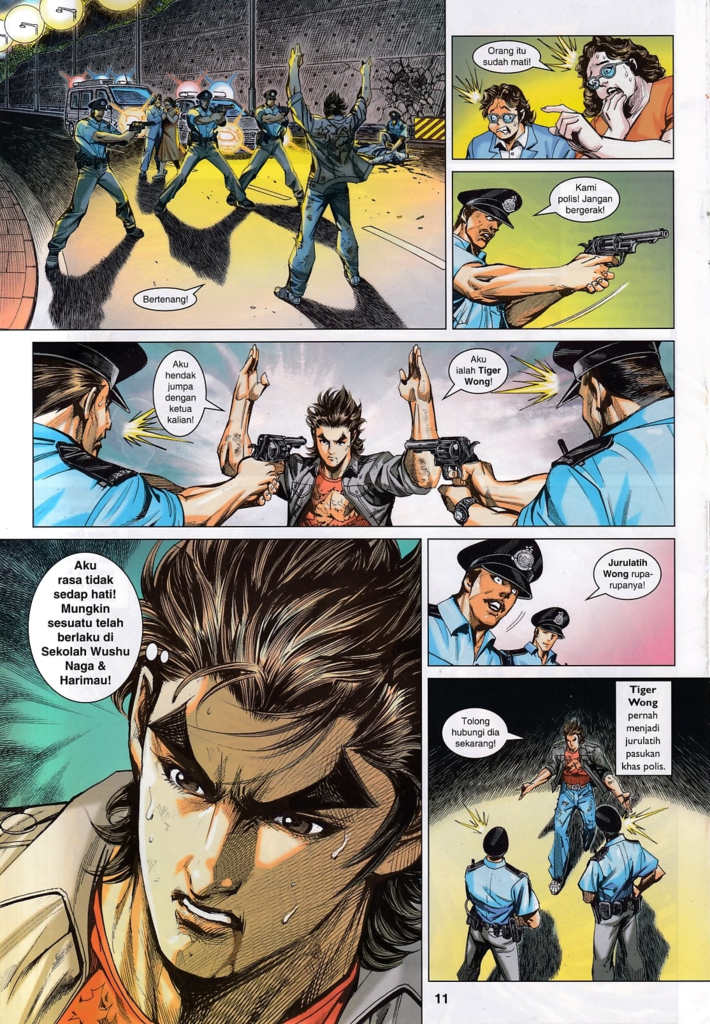 Bertenang!
Orang itu
sudah mati!
Kami
polis! Jangan
bergerak!
Aku
hendak
jumpa
dengan
ketua
kalian!
Aku
ialah Tiger
Wong!
Aku
rasa tidak
sedap hati!
Mungkin
sesuatu telah
berlaku di
Sekolah Wushu
Naga &
Harimau!
Jurulatih
Wong rupa-
rupanya!
Tolong
hubungi dia
sekarang!
Tiger
Wong
pernah
menjadi
jurulatih
pasukan
khas polis.
11